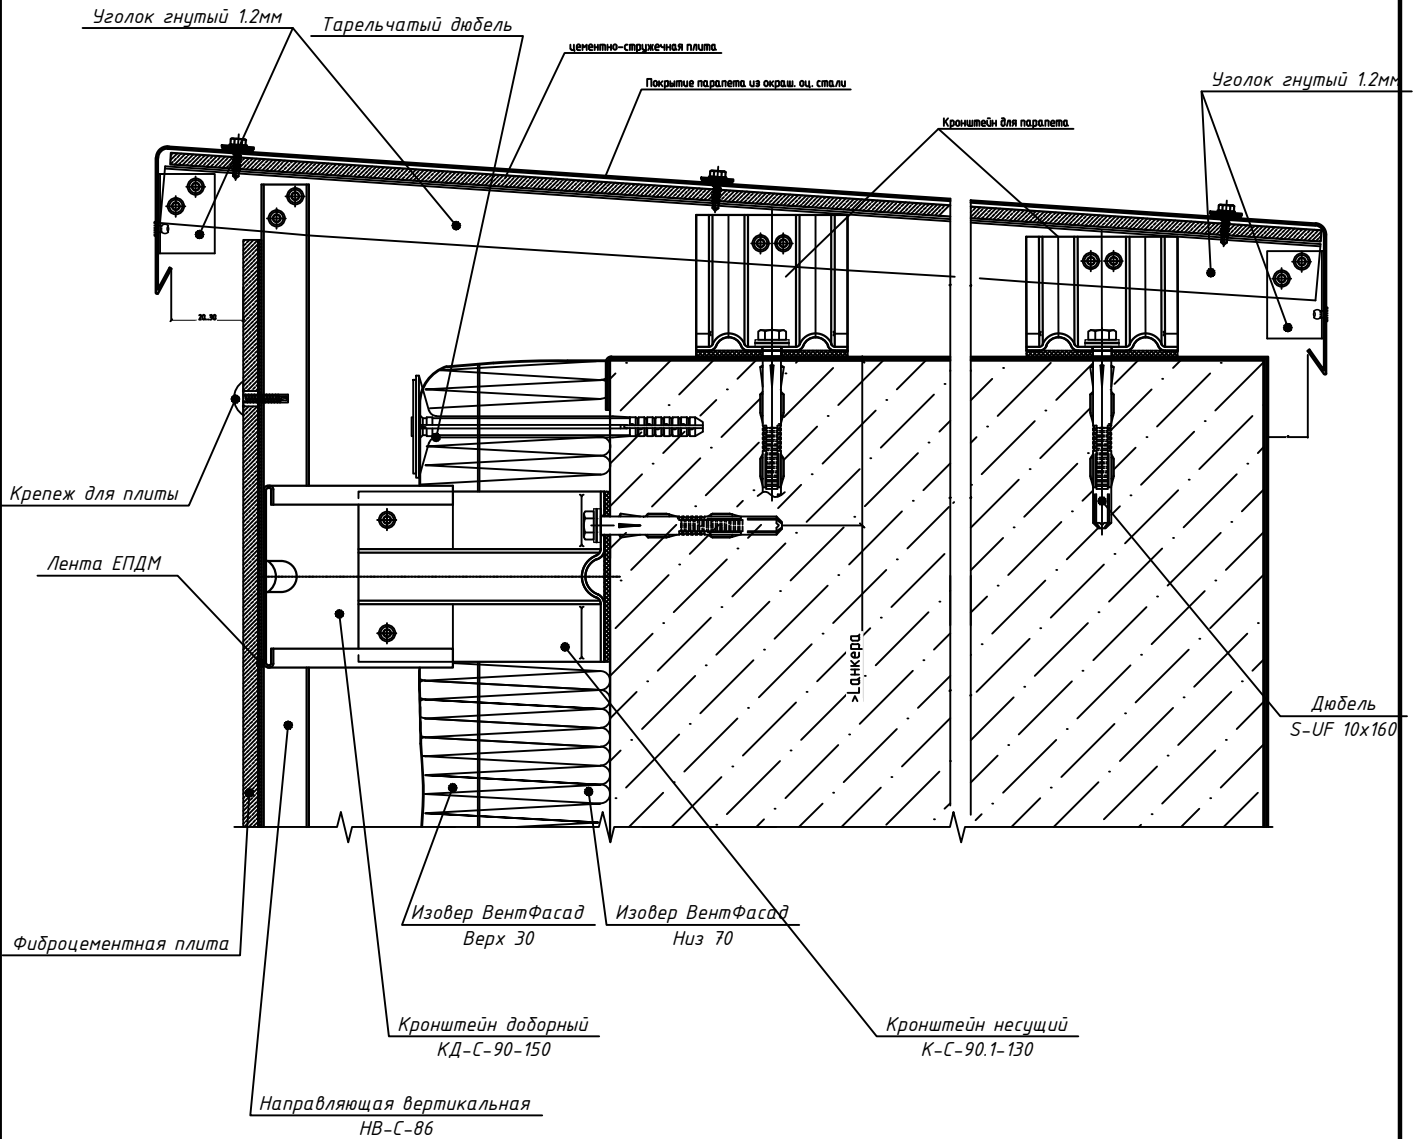 Уголок гнутый 1.2мм
Тарельчатый дюбель
цементно-стружечная плита
Покрытие парапета из окраш. оц. стали
Уголок гнутый 1.2мм
Кронштейн для парапета
Крепеж для плиты
Лента ЕПДМ
>Lанкера
Дюбель
S-UF 10х160
Изовер ВентФасад
Верх 30
Изовер ВентФасад
Низ 70
Фиброцементная плита
Кронштейн доборный
КД-С-90-150
Кронштейн несущий
К-С-90.1-130
Направляющая вертикальная
НВ-С-86